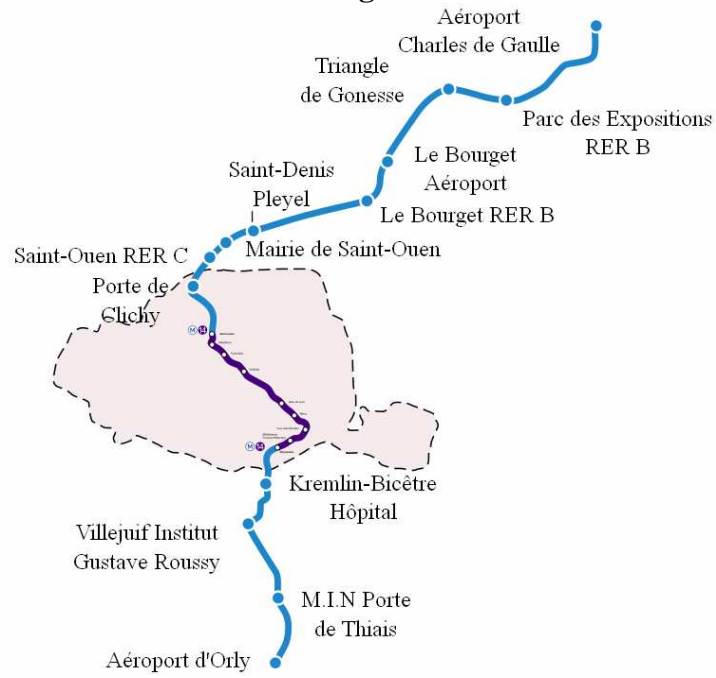 Aéroport
Charles de Gaulle
Triangle
de Gonesse
Parc des Expositions
RER B
Le Bourget
Aéroport
Saint-Denis
Pleyel
Le Bourget RER B
Mairie de Saint-Ouen
Saint-Ouen RER C
Porte de
Clichy
M 14
M 14
Kremlin-Bicêtre
Hôpital
Villejuif Institut
Gustave Roussy
M.I.N Porte
de Thiais
Aéroport d'Orly